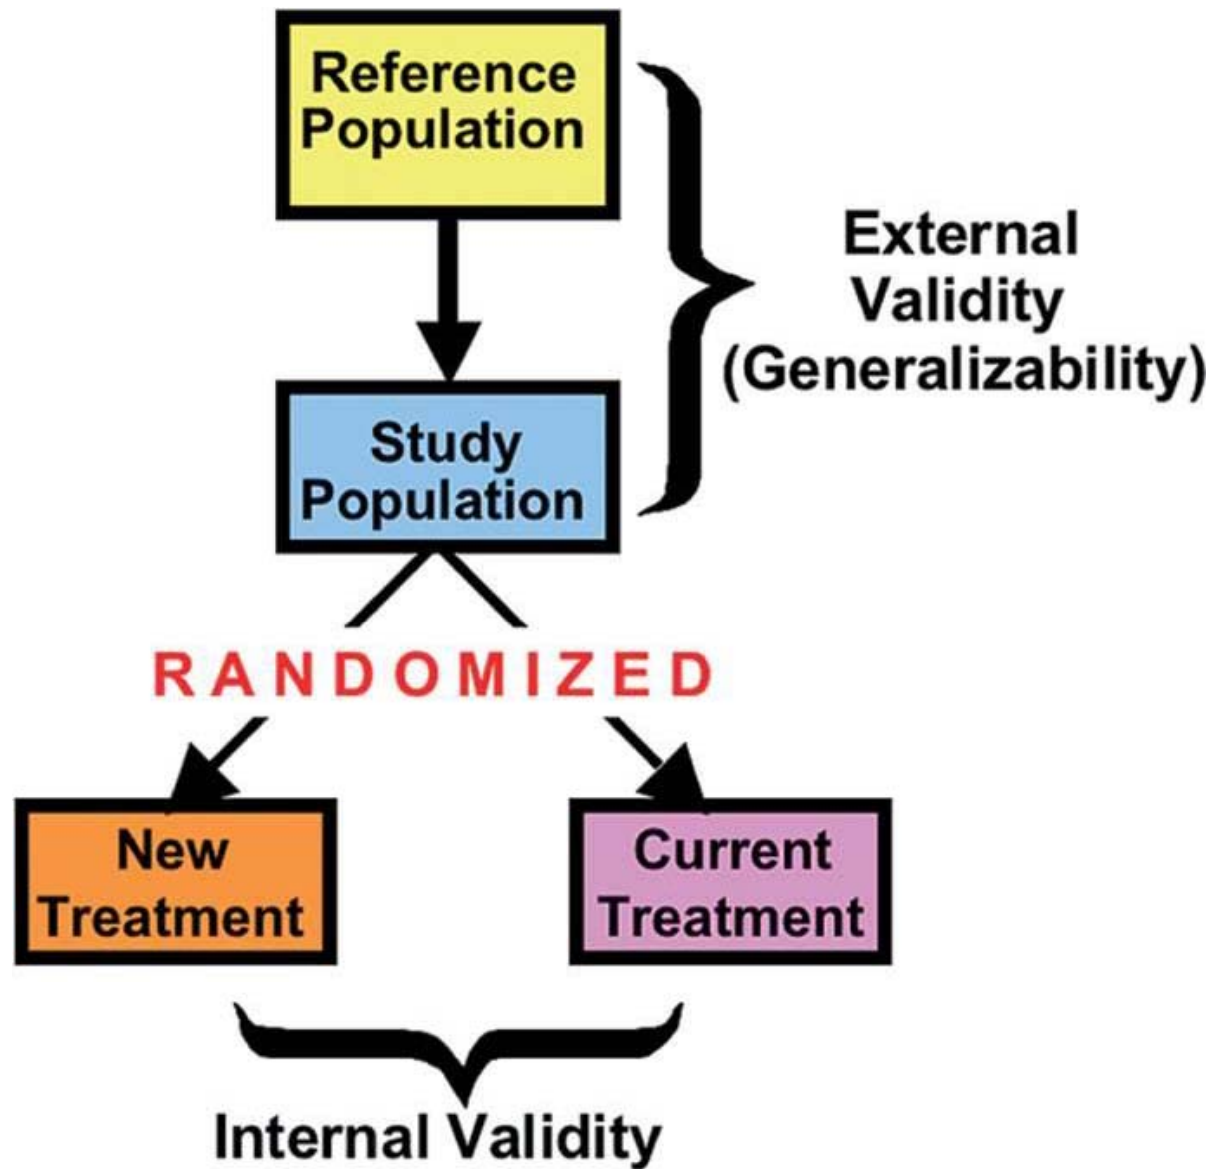 Reference
Population
External
Validity
(Generalizability)
Study
Population
RANDOMIZED
New
Treatment
Current
Treatment
Internal Validity